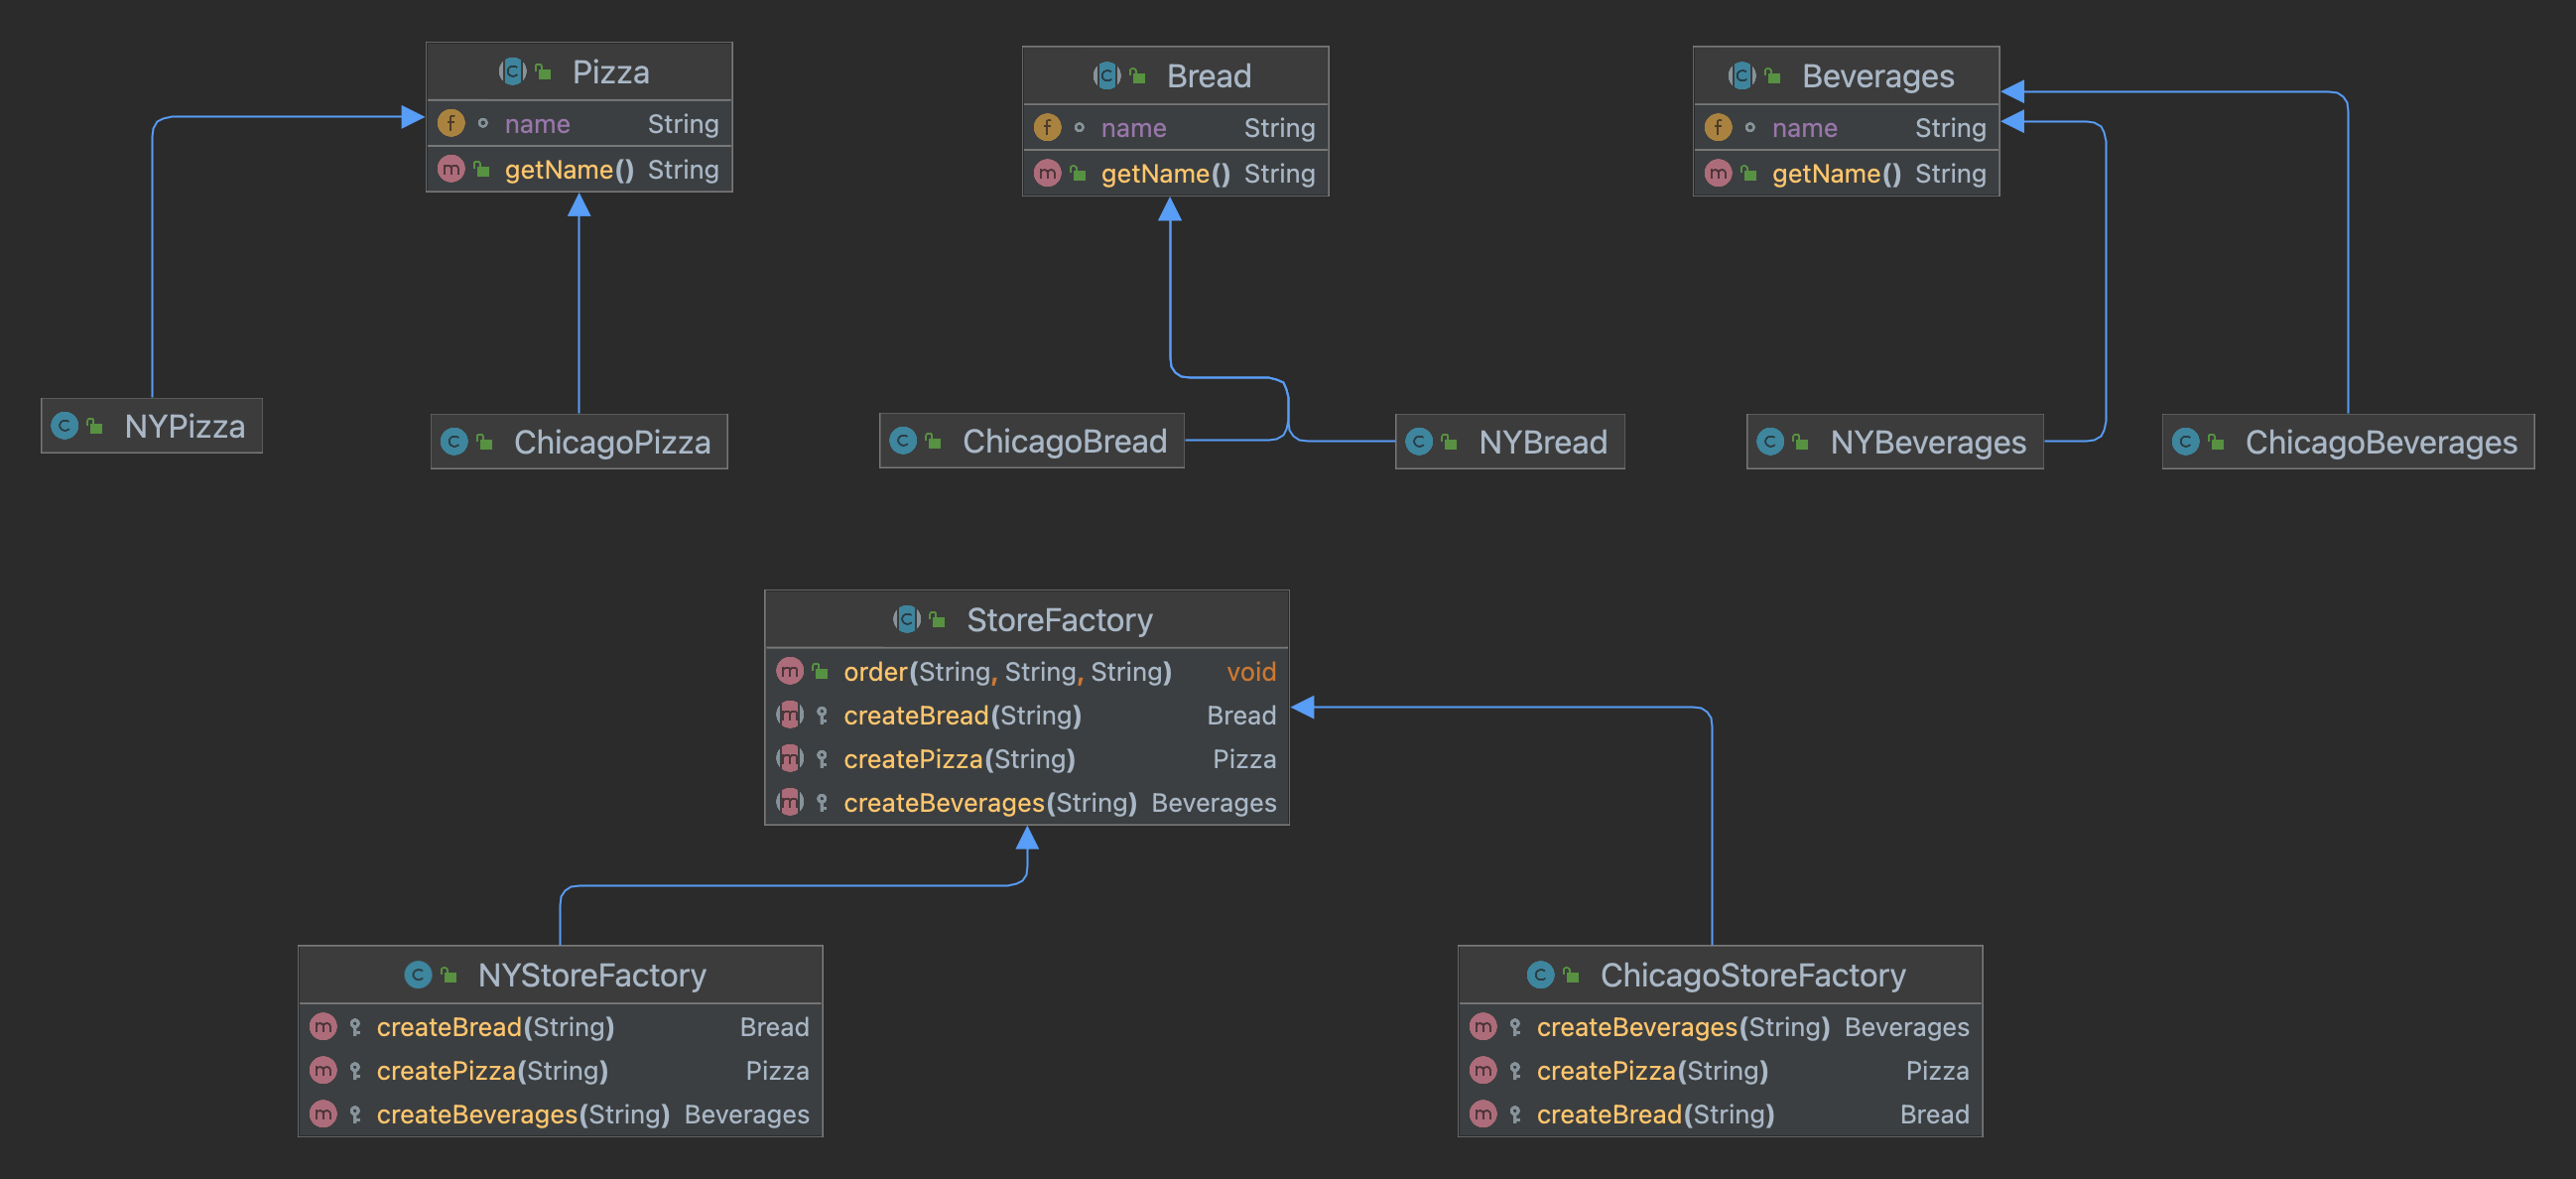 Pizza
name String
getName() String
Bread
name String
getName() String
Beverages
name String
getName() String
NYPizza
ChicagoPizza
ChicagoBread
NYBread
NYBeverages
ChicagoBeverages
StoreFactory
order(String, String, String) void
createBread(String) Bread
createPizza(String) Pizza
createBeverages(String) Beverages
NYStoreFactory
createBread(String) Bread
createPizza(String) Pizza
createBeverages(String) Beverages
ChicagoStoreFactory
createBeverages(String) Beverages
createPizza(String) Pizza
createBread(String) Bread